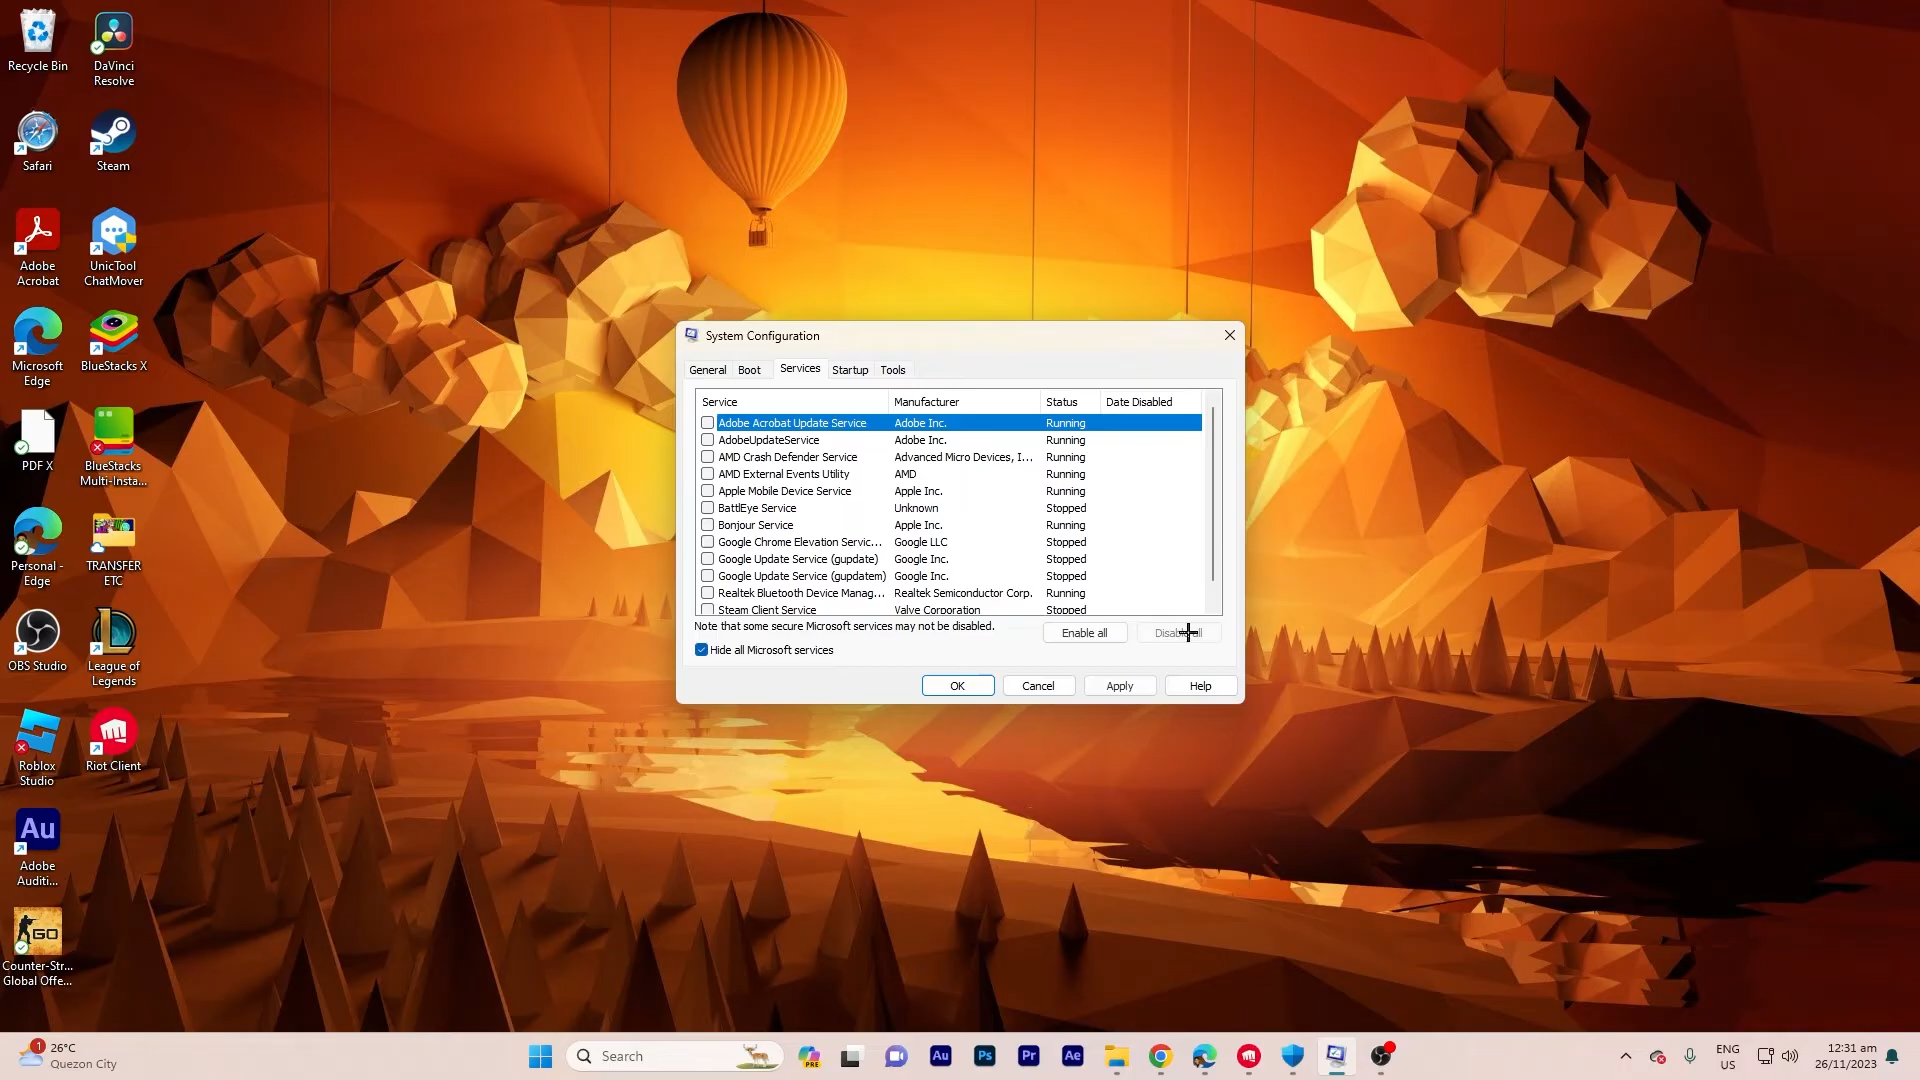 Recycle Bin
DaVinci
Resolve
Safari
Steam
Adobe
Acrobat
UnicTool
ChatMover
Microsoft
Edge
BlueStacks X
PDF X
BlueStacks
Multi-Insta...
Personal -
Edge
TRANSFER
ETC
OBS Studio
League of
Legends
Roblox
Studio
Riot Client
Au
Adobe
Auditi...
GO
Counter-Str...
Global Offe...
System Configuration
General Boot Services Startup Tools
Service Manufacturer Status Date Disabled
Adobe Acrobat Update Service Adobe Inc. Running
AdobeUpdateService Adobe Inc. Running
AMD Crash Defender Service Advanced Micro Devices, I... Running
AMD External Events Utility AMD Running
Apple Mobile Device Service Apple Inc. Running
BattlEye Service Unknown Stopped
Bonjour Service Apple Inc. Running
Google Chrome Elevation Servic... Google LLC Stopped
Google Update Service (gupdate) Google Inc. Stopped
Google Update Service (gupdatem) Google Inc. Stopped
Realtek Bluetooth Device Manag... Realtek Semiconductor Corp. Running
Steam Client Service Valve Corporation Stopped
Note that some secure Microsoft services may not be disabled.
Enable all Disable all
Hide all Microsoft services
OK Cancel Apply Help
1
26°C
Quezon City
Search
PRE
Au Ps Pr Ae
ENG
US
12:31 am
26/11/2023